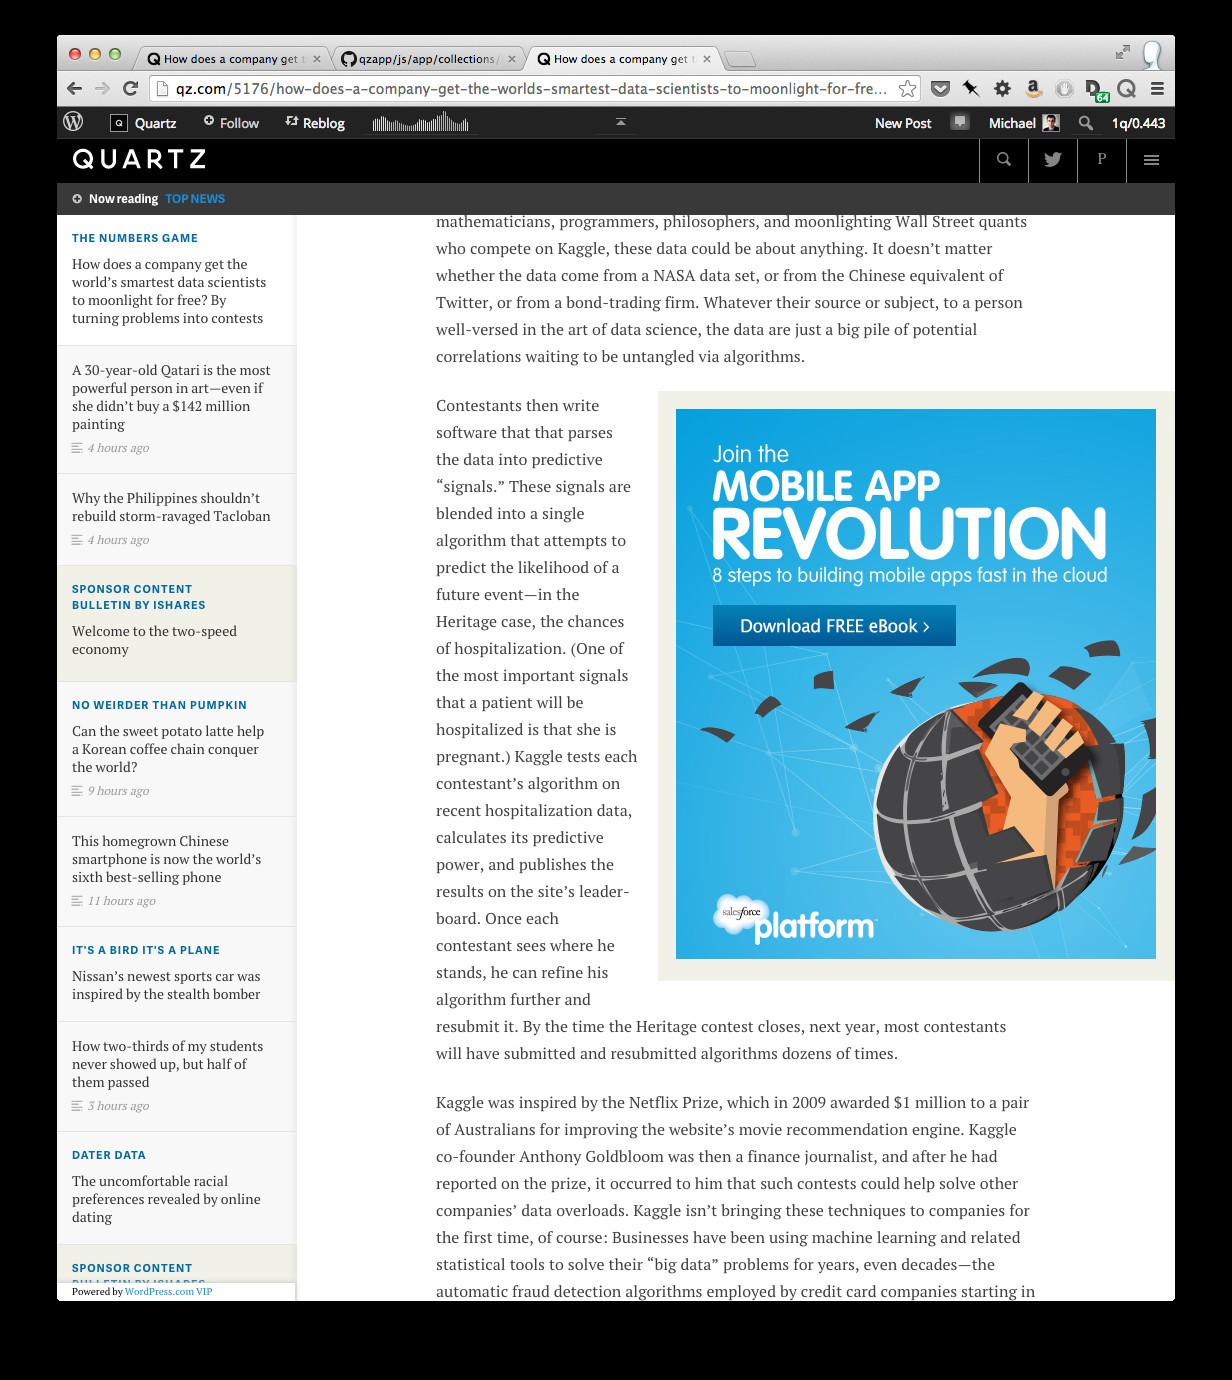 How does a company get t
qzapp/js/app/collections/
How does a company get t
qz.com/5176/how-does-a-company-get-the-worlds-smartest-data-scientists-to-moonlight-for-fre...
64
Quartz
Follow
Reblog
New Post
Michael
1q/0.443
QUARTZ
P
Now reading TOP NEWS
THE NUMBERS GAME
How does a company get the
world’s smartest data scientists
to moonlight for free? By
turning problems into contests
A 30-year-old Qatari is the most
powerful person in art—even if
she didn’t buy a $142 million
painting
4 hours ago
Why the Philippines shouldn’t
rebuild storm-ravaged Tacloban
4 hours ago
SPONSOR CONTENT
BULLETIN BY ISHARES
Welcome to the two-speed
economy
NO WEIRDER THAN PUMPKIN
Can the sweet potato latte help
a Korean coffee chain conquer
the world?
9 hours ago
This homegrown Chinese
smartphone is now the world’s
sixth best-selling phone
11 hours ago
IT'S A BIRD IT'S A PLANE
Nissan’s newest sports car was
inspired by the stealth bomber
How two-thirds of my students
never showed up, but half of
them passed
3 hours ago
DATER DATA
The uncomfortable racial
preferences revealed by online
dating
SPONSOR CONTENT
BULLETIN BY ISHARES
Powered by WordPress.com VIP
mathematicians, programmers, philosophers, and moonlighting Wall Street quants
who compete on Kaggle, these data could be about anything. It doesn’t matter
whether the data come from a NASA data set, or from the Chinese equivalent of
Twitter, or from a bond-trading firm. Whatever their source or subject, to a person
well-versed in the art of data science, the data are just a big pile of potential
correlations waiting to be untangled via algorithms.
Contestants then write
software that that parses
the data into predictive
“signals.” These signals are
blended into a single
algorithm that attempts to
predict the likelihood of a
future event—in the
Heritage case, the chances
of hospitalization. (One of
the most important signals
that a patient will be
hospitalized is that she is
pregnant.) Kaggle tests each
contestant’s algorithm on
recent hospitalization data,
calculates its predictive
power, and publishes the
results on the site’s leader-
board. Once each
contestant sees where he
stands, he can refine his
algorithm further and
resubmit it. By the time the Heritage contest closes, next year, most contestants
will have submitted and resubmitted algorithms dozens of times.
Join the
MOBILE APP
REVOLUTION
8 steps to building mobile apps fast in the cloud
Download FREE eBook >
salesforce
platform
Kaggle was inspired by the Netflix Prize, which in 2009 awarded $1 million to a pair
of Australians for improving the website’s movie recommendation engine. Kaggle
co-founder Anthony Goldbloom was then a finance journalist, and after he had
reported on the prize, it occurred to him that such contests could help solve other
companies’ data overloads. Kaggle isn’t bringing these techniques to companies for
the first time, of course: Businesses have been using machine learning and related
statistical tools to solve their “big data” problems for years, even decades—the
automatic fraud detection algorithms employed by credit card companies starting in